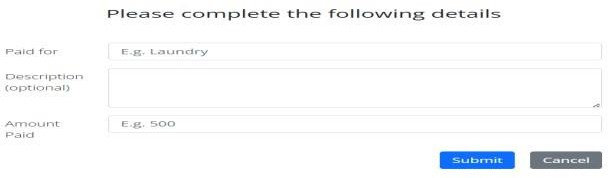 Please complete the following details
Paid for
E.g. Laundry
Description
(optional)
Amount
Paid
E.g. 500
Submit Cancel